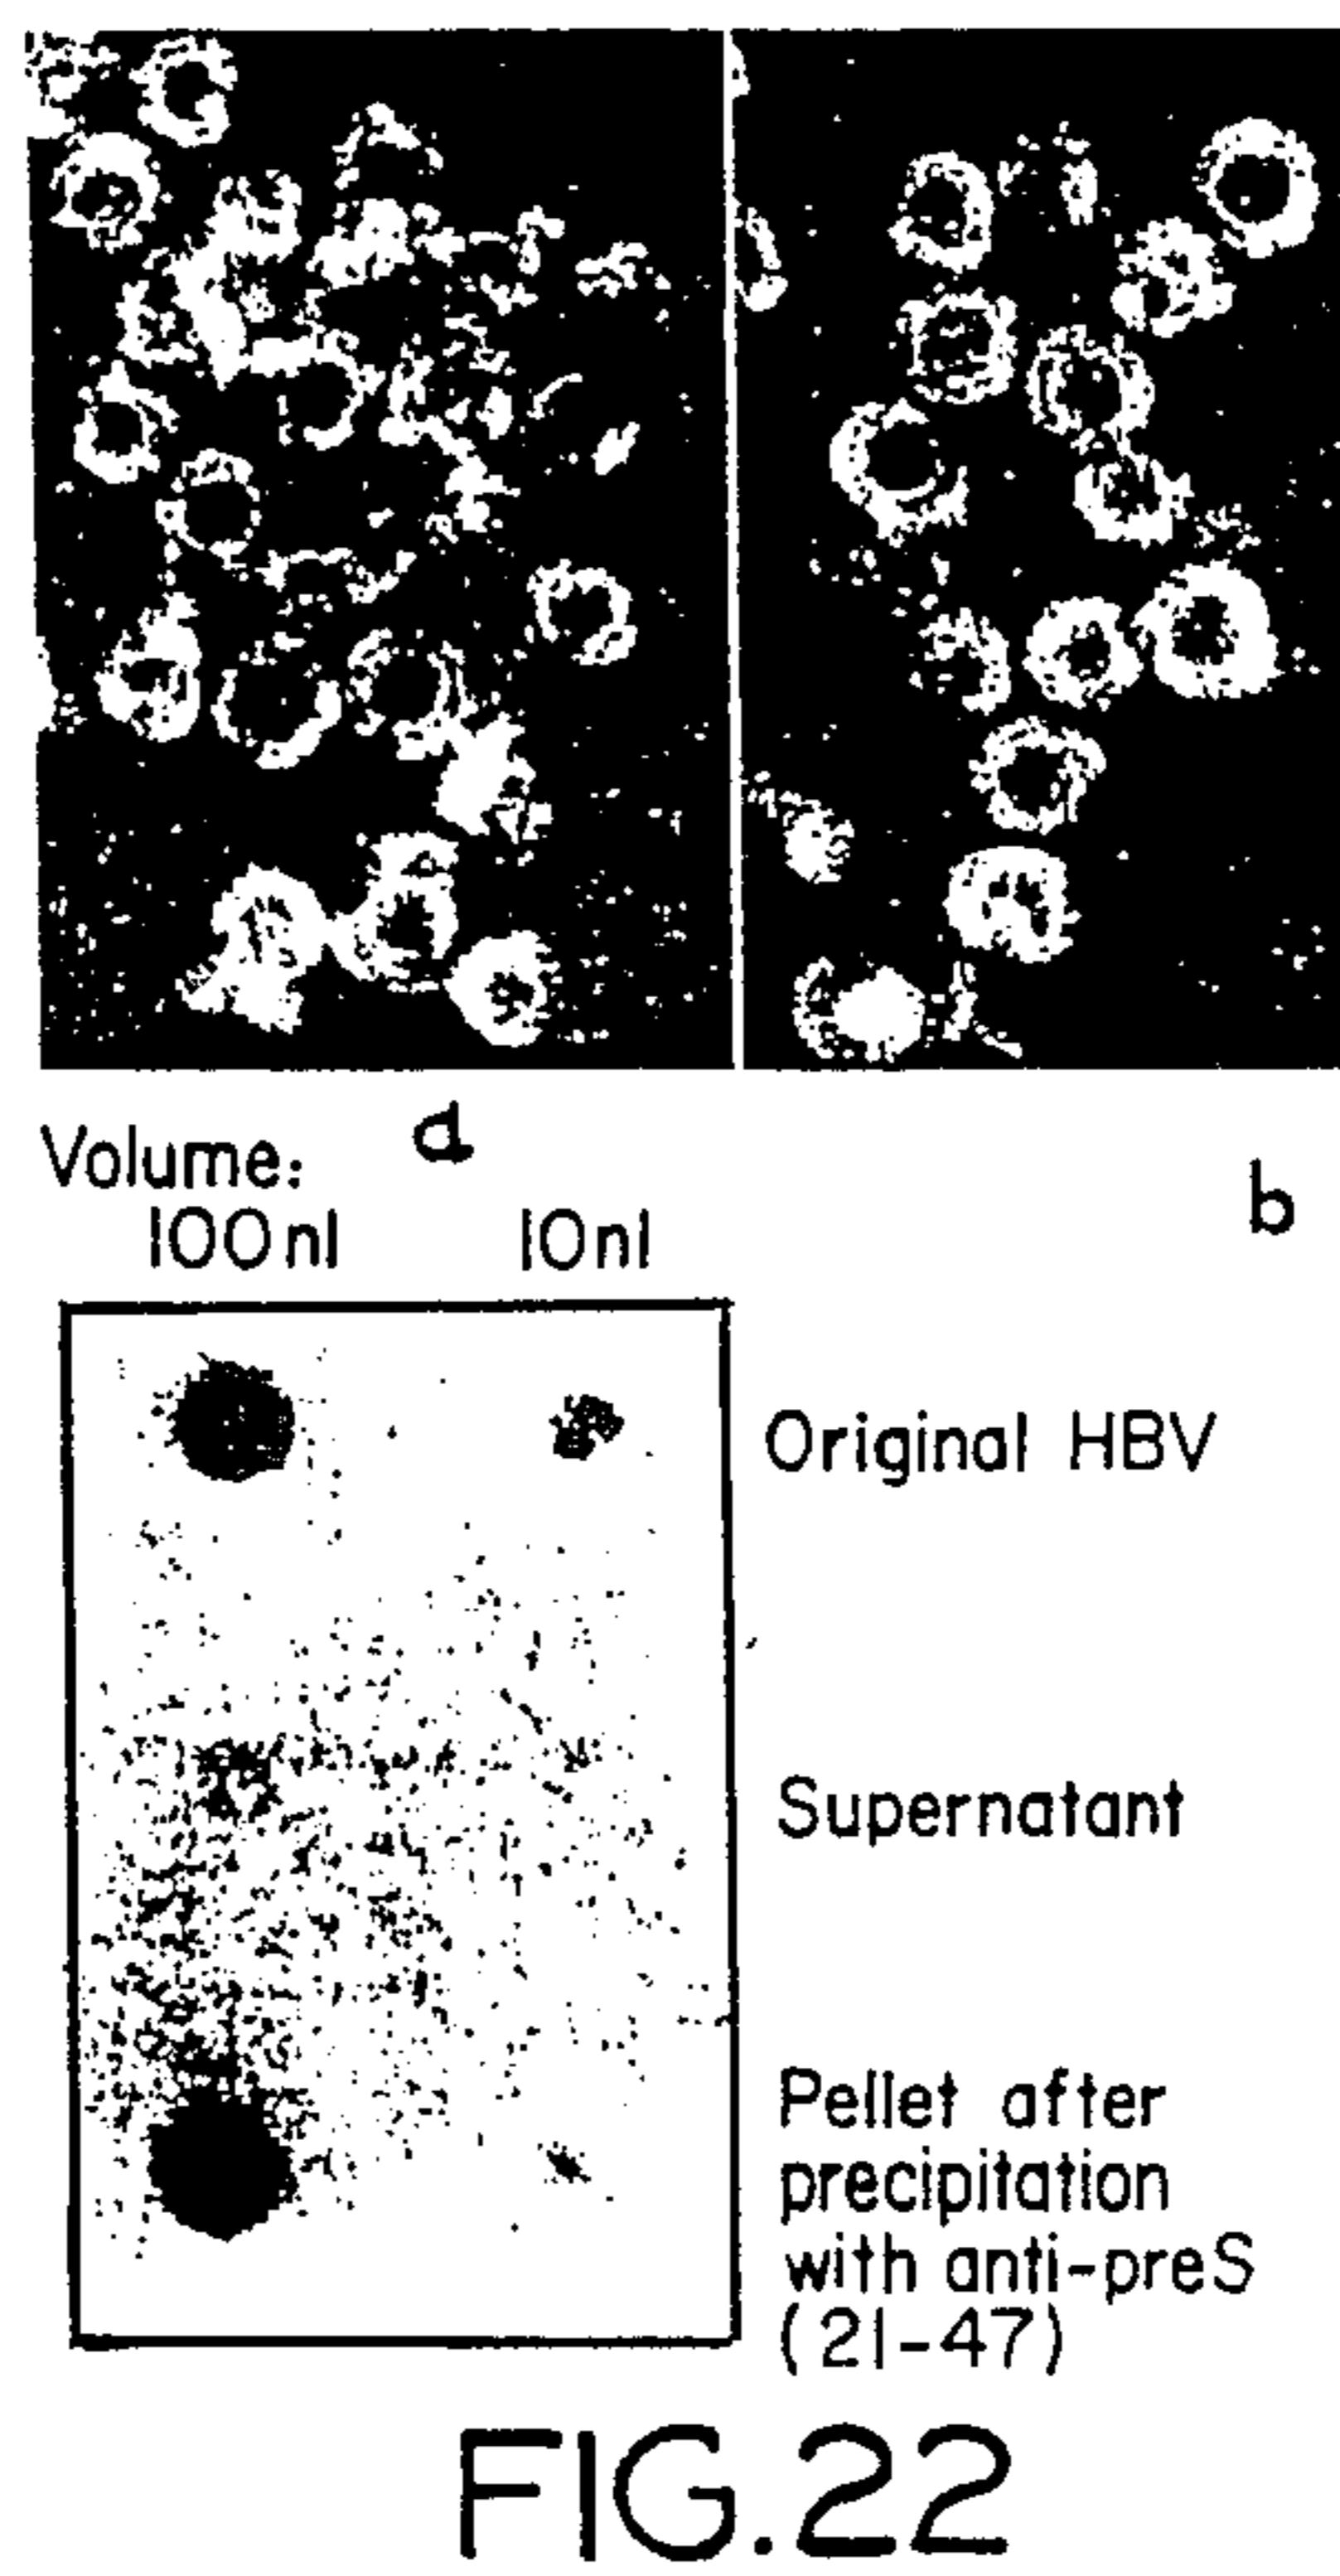 a
b
Volume:
100nl 10nl
Original HBV
Supernatant
Pellet after
precipitation
with anti-preS
(21-47)
FIG.22